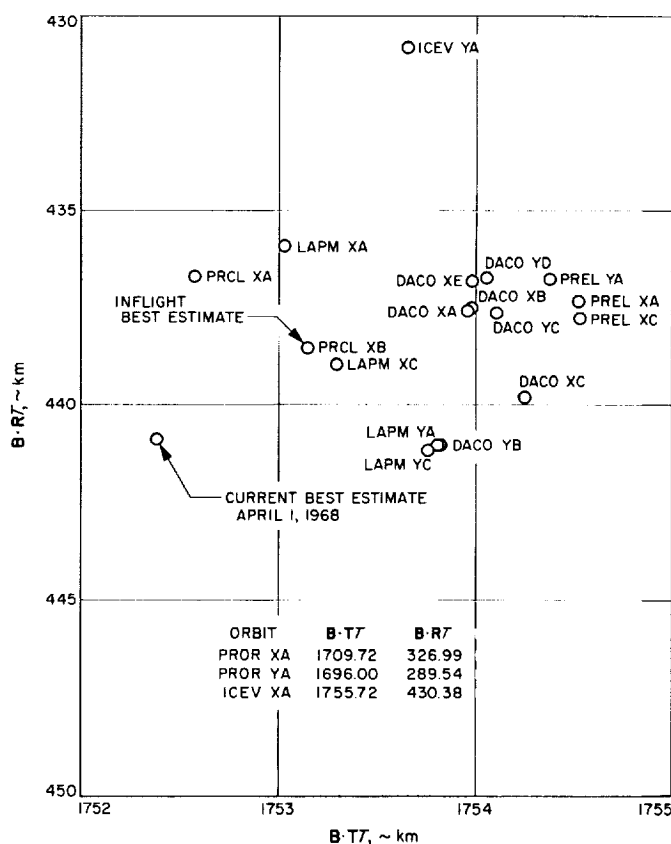 430
ICEV YA
435
LAPM XA
PRCL XA
DACO YD
DACO XE
PREL YA
DACO XB
PREL XA
DACO XA
DACO YC
PREL XC
INFLIGHT
BEST ESTIMATE
PRCL XB
LAPM XC
DACO XC
B·RT, ~ km
440
LAPM YA
DACO YB
LAPM YC
CURRENT BEST ESTIMATE
APRIL 1, 1968
445
ORBIT B·TT B·RT
PROR XA 1709.72 326.99
PROR YA 1696.00 289.54
ICEV XA 1755.72 430.38
450
1752 1753 1754 1755
B·TT, ~ km